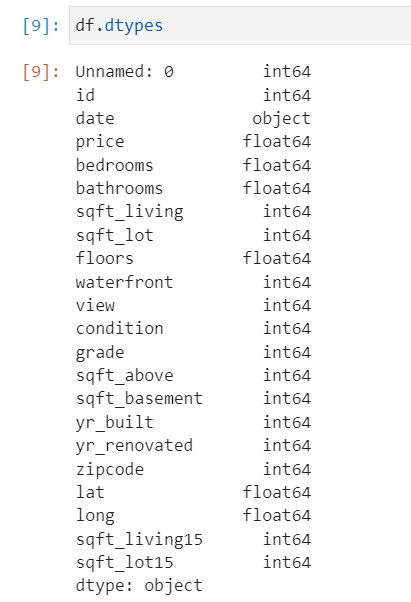 [9]: df.dtypes
[9]: Unnamed: 0 int64
id int64
date object
price float64
bedrooms float64
bathrooms float64
sqft_living int64
sqft_lot int64
floors float64
waterfront int64
view int64
condition int64
grade int64
sqft_above int64
sqft_basement int64
yr_built int64
yr_renovated int64
zipcode int64
lat float64
long float64
sqft_living15 int64
sqft_lot15 int64
dtype: object